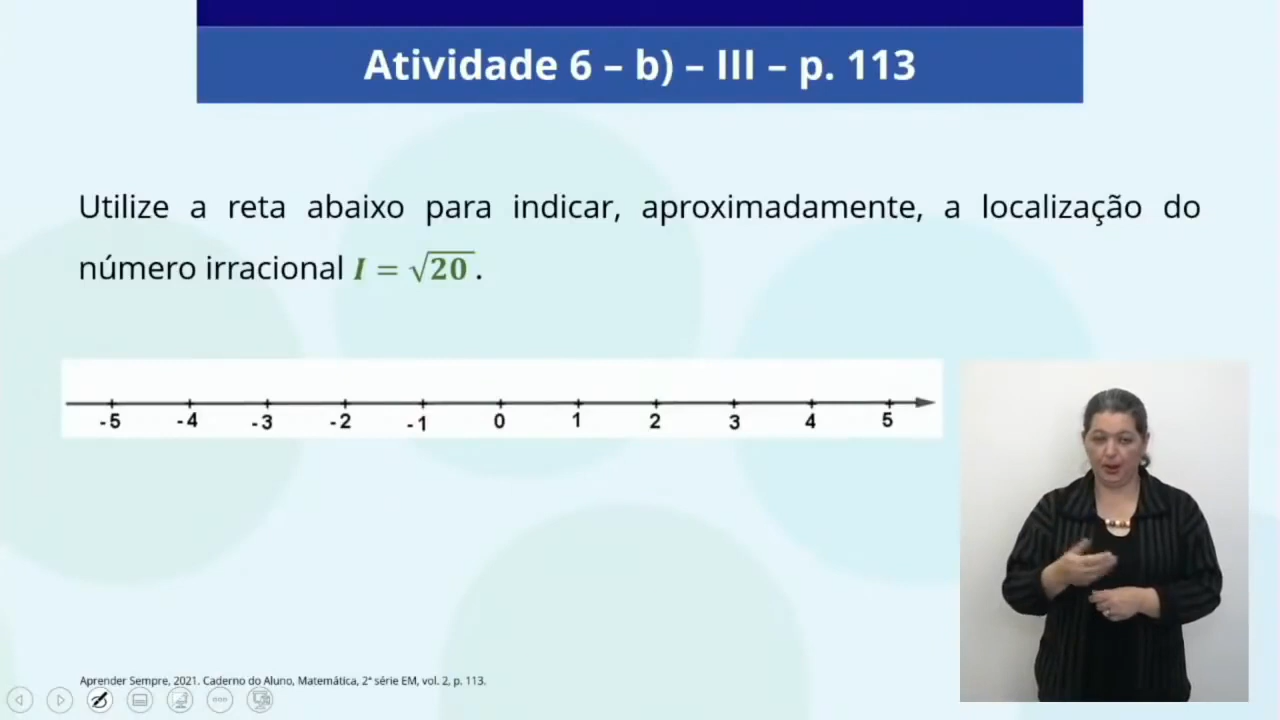 Atividade 6 – b) – III – p. 113
Utilize a reta abaixo para indicar, aproximadamente, a localização do
número irracional I = √20.
-5 -4 -3 -2 -1 0 1 2 3 4 5
Aprender Sempre, 2021. Caderno do Aluno, Matemática, 2ª série EM, vol. 2, p. 113.